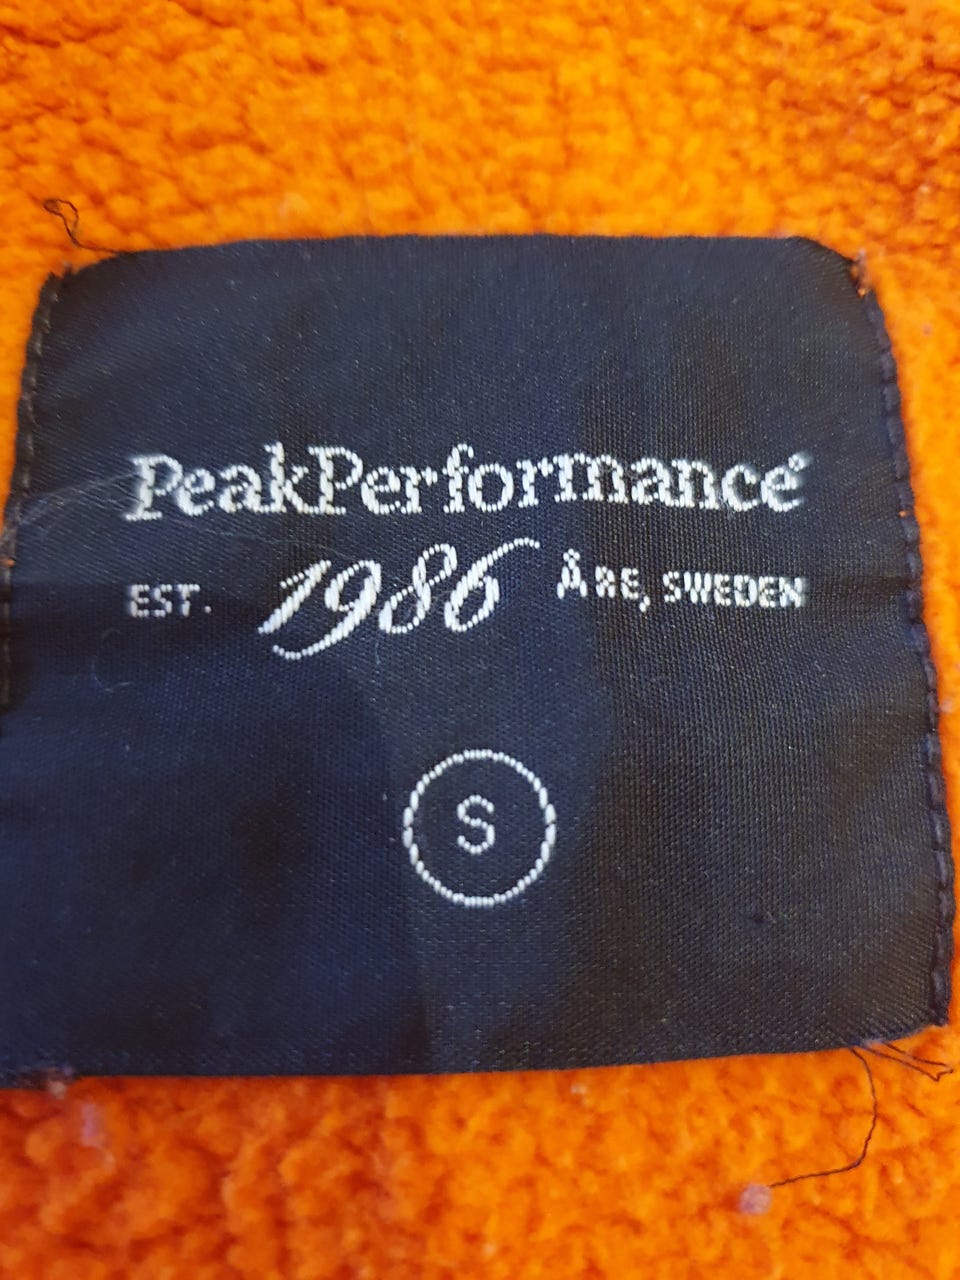 PeakPerformance
EST. 1986 ÅRE, SWEDEN
S